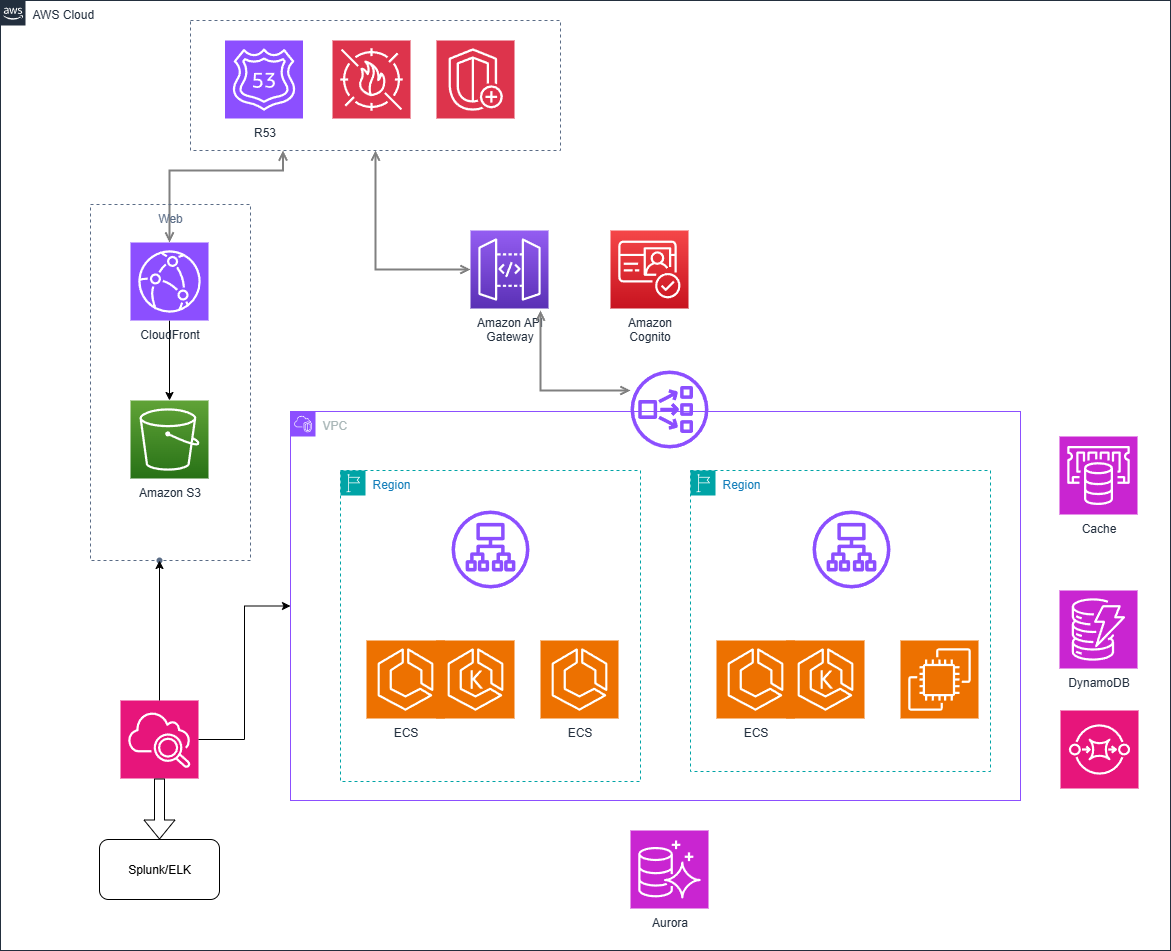 aws
AWS Cloud
53
R53
Web
CloudFront
Amazon API
Gateway
Amazon
Cognito
Amazon S3
VPC
Region
Region
Cache
K
K
DynamoDB
ECS
ECS
ECS
Splunk/ELK
Aurora